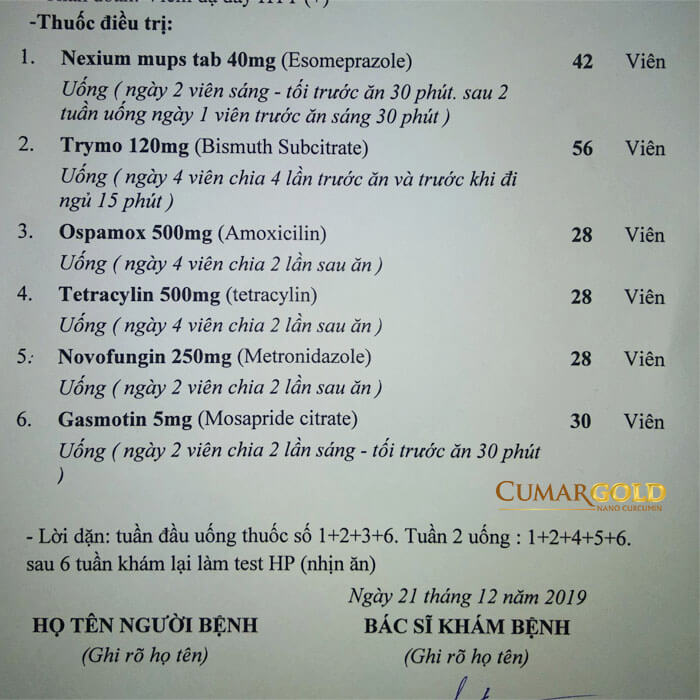 -Thuốc điều trị:
1. Nexium mups tab 40mg (Esomeprazole) 42 Viên
Uống ( ngày 2 viên sáng - tối trước ăn 30 phút. sau 2
tuần uống ngày 1 viên trước ăn sáng 30 phút )
2. Trymo 120mg (Bismuth Subcitrate) 56 Viên
Uống ( ngày 4 viên chia 4 lần trước ăn và trước khi đi
ngủ 15 phút )
3. Ospamox 500mg (Amoxicilin) 28 Viên
Uống ( ngày 4 viên chia 2 lần sau ăn )
4. Tetracylin 500mg (tetracylin) 28 Viên
Uống ( ngày 4 viên chia 2 lần sau ăn )
5. Novofungin 250mg (Metronidazole) 28 Viên
Uống ( ngày 2 viên chia 2 lần sau ăn )
6. Gasmotin 5mg (Mosapride citrate) 30 Viên
Uống ( ngày 2 viên chia 2 lần sáng - tối trước ăn 30 phút
)
CUMARGOLD
NANO CURCUMIN
- Lời dặn: tuần đầu uống thuốc số 1+2+3+6. Tuần 2 uống : 1+2+4+5+6.
sau 6 tuần khám lại làm test HP (nhịn ăn)
Ngày 21 tháng 12 năm 2019
HỌ TÊN NGƯỜI BỆNH BÁC SĨ KHÁM BỆNH
(Ghi rõ họ tên) (Ghi rõ họ tên)